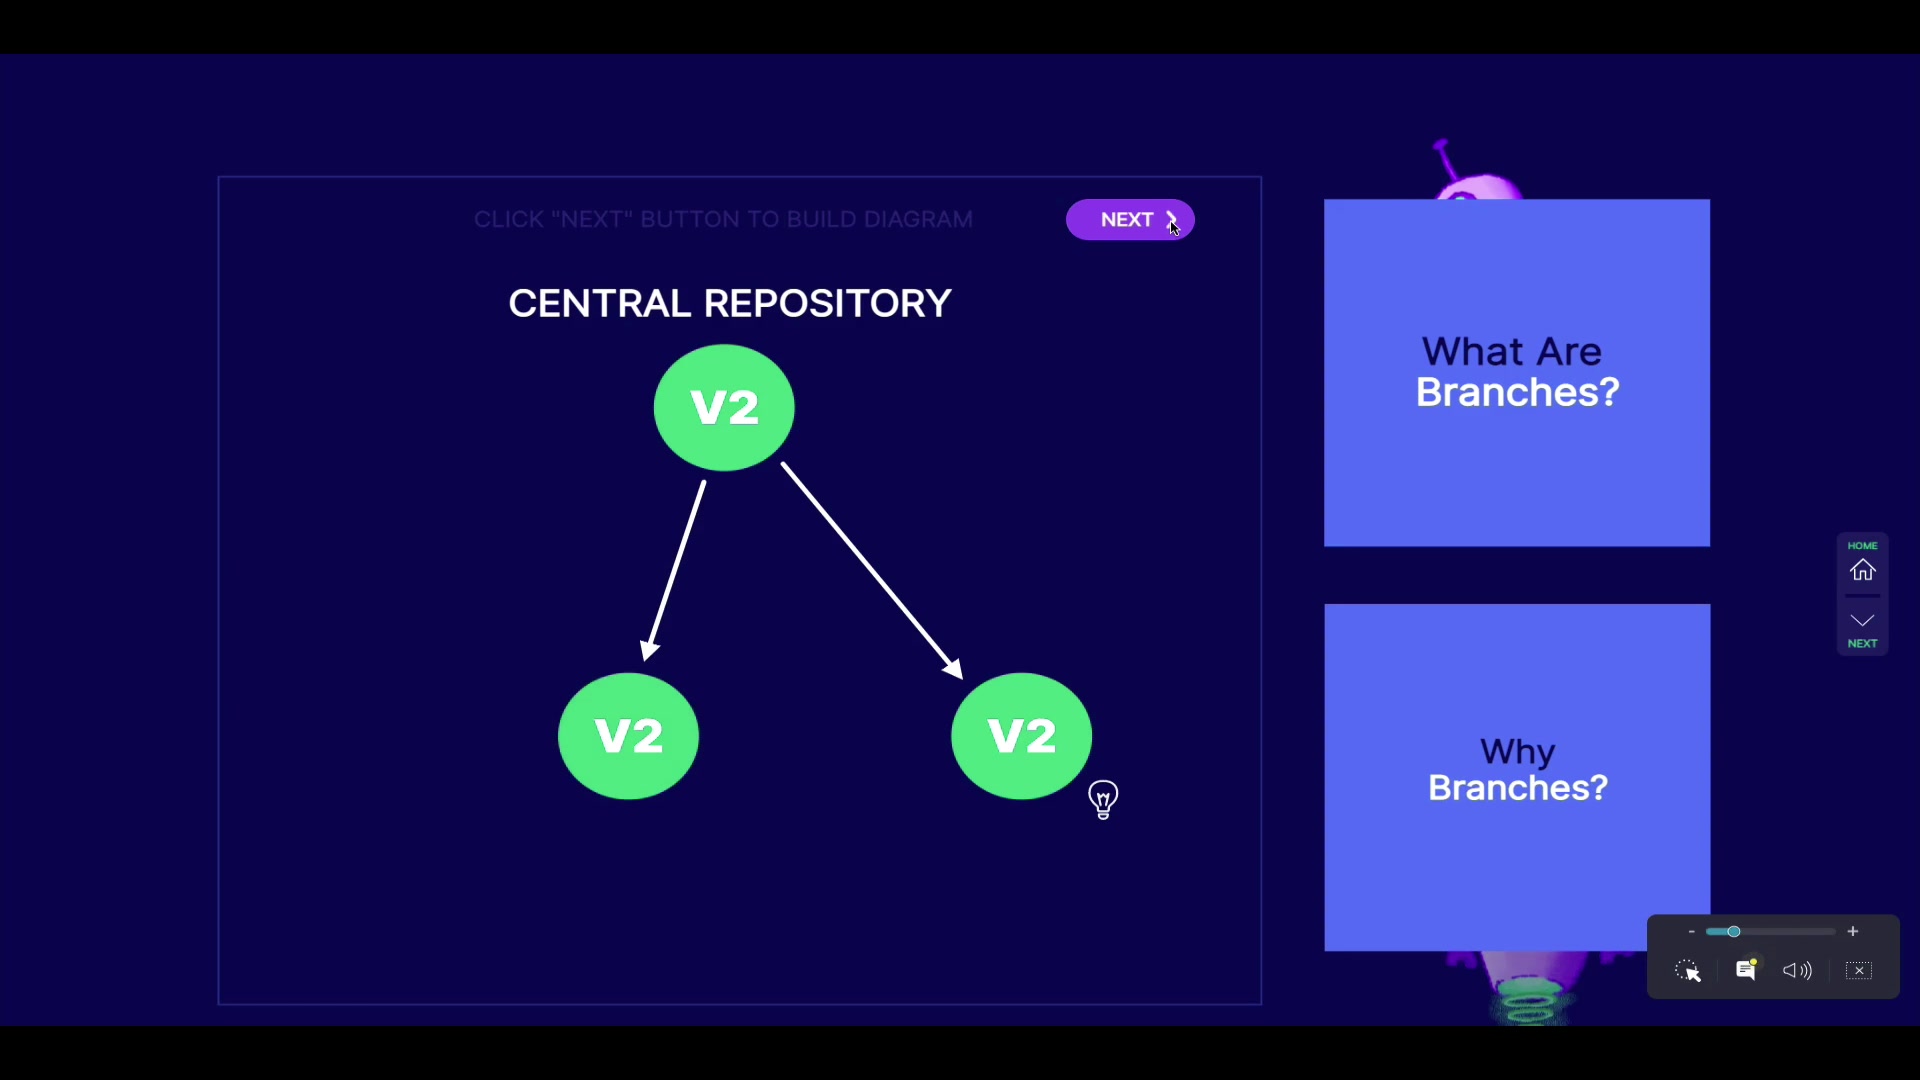 CLICK "NEXT" BUTTON TO BUILD DIAGRAM
NEXT
CENTRAL REPOSITORY
V2
V2
V2
What Are
Branches?
Why
Branches?
HOME
NEXT